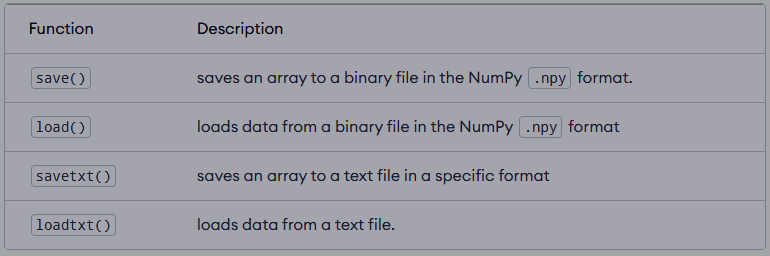 Function Description
save() saves an array to a binary file in the NumPy .npy format.
load() loads data from a binary file in the NumPy .npy format
savetxt() saves an array to a text file in a specific format
loadtxt() loads data from a text file.